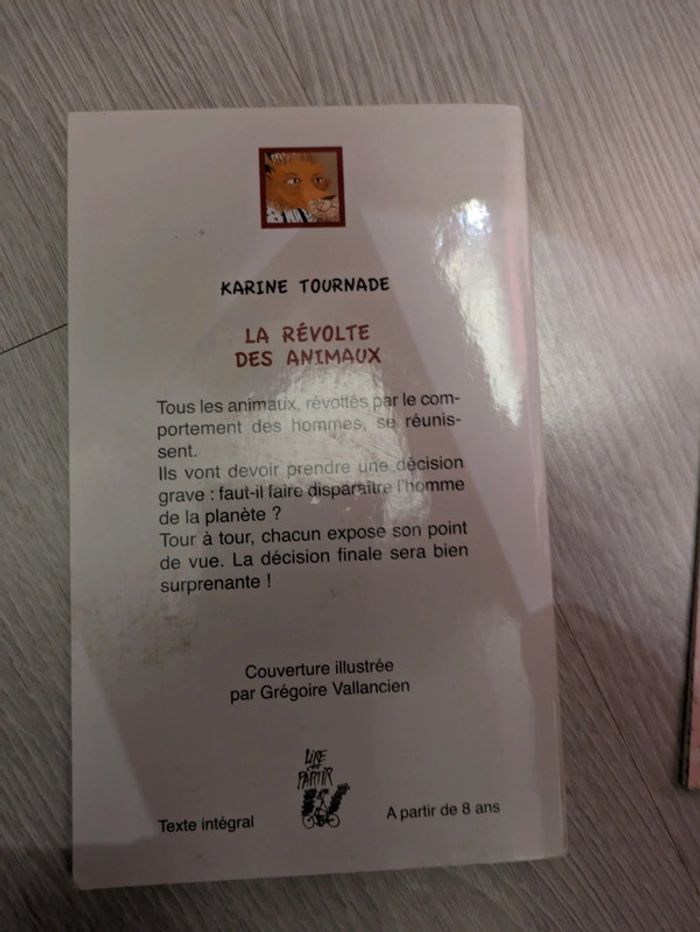 KARINE TOURNADE
LA RÉVOLTE
DES ANIMAUX
Tous les animaux, révoltés par le com-
portement des hommes, se réunis-
sent.
Ils vont devoir prendre une décision
grave : faut-il faire disparaître l'homme
de la planète ?
Tour à tour, chacun expose son point
de vue. La décision finale sera bien
surprenante !
Couverture illustrée
par Grégoire Vallancien
LIRE
C'EST
PARTIR
Texte intégral
A partir de 8 ans